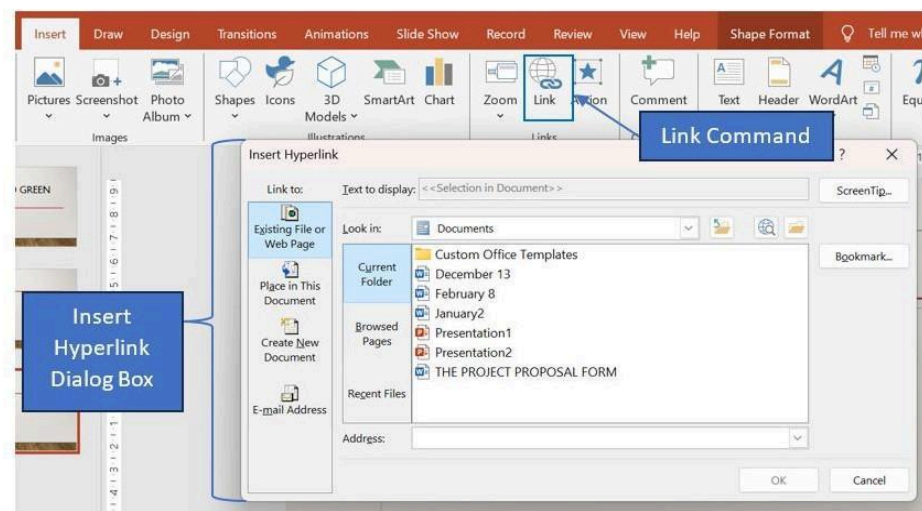 Insert Draw Design Transitions Animations Slide Show Record Review View Help Shape Format Tell me
Pictures Screenshot Photo Album Shapes Icons 3D Models SmartArt Chart Zoom Link Action Comment Text Header WordArt
Images Illustrations Links
Link Command
Insert Hyperlink ? X
GREEN
Link to: Text to display: <<Selection in Document>> ScreenTip...
Existing File or
Web Page
Look in: Documents
Bookmark...
Current
Folder
Custom Office Templates
December 13
February 8
January2
Presentation1
Presentation2
THE PROJECT PROPOSAL FORM
Place in This
Document
Browsed
Pages
Create New
Document
Recent Files
E-mail Address
Address:
OK Cancel
Insert
Hyperlink
Dialog Box